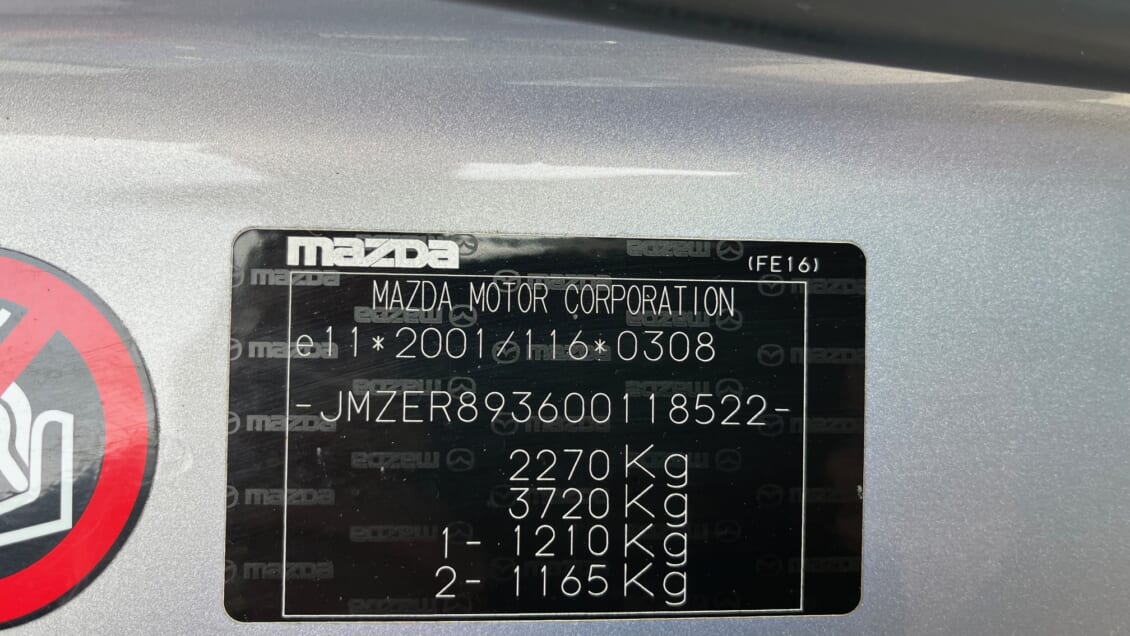 mazda
(FE16)
MAZDA MOTOR CORPORATION
e11*2001/116*0308
-JMZER893600118522-
2270Kg
3720Kg
1- 1210Kg
2- 1165Kg